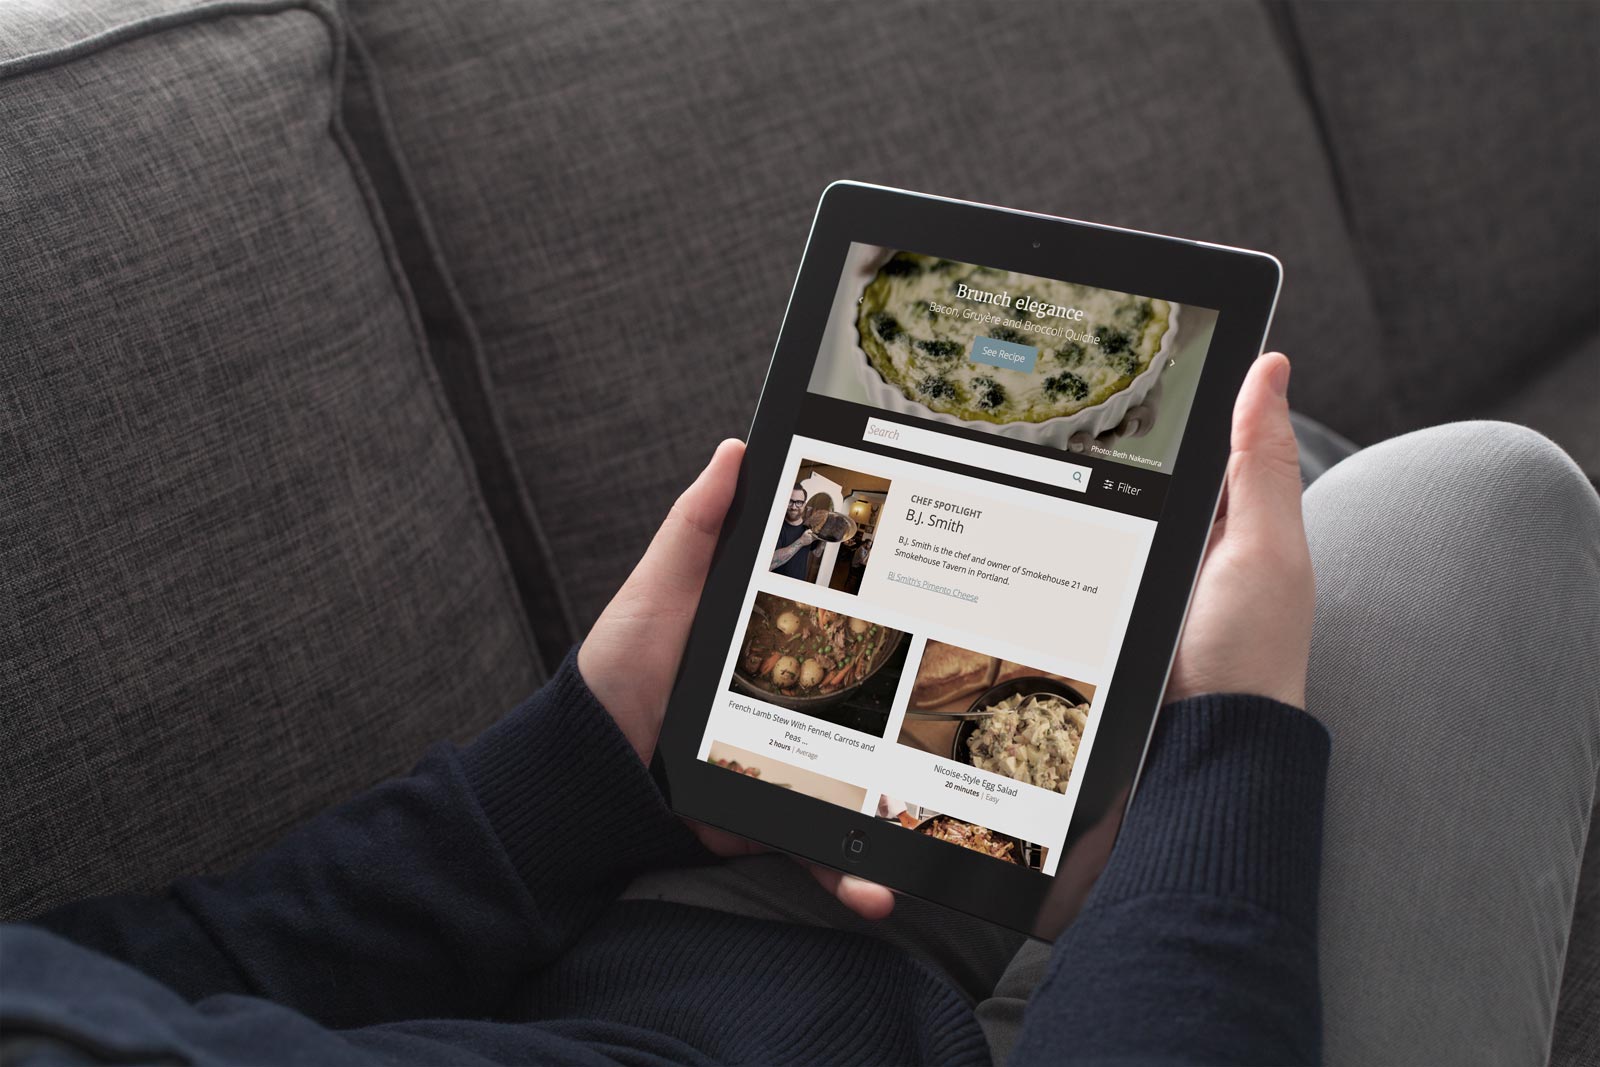 Brunch elegance
Bacon, Gruyère and Broccoli Quiche
See Recipe
Photo: Beth Nakamura
Search
Filter
CHEF SPOTLIGHT
B.J. Smith
B.J. Smith is the chef and owner of Smokehouse 21 and
Smokehouse Tavern in Portland.
BJ Smith's Pimento Cheese
French Lamb Stew With Fennel, Carrots and
Peas ...
2 hours | Average
Nicoise-Style Egg Salad
20 minutes | Easy